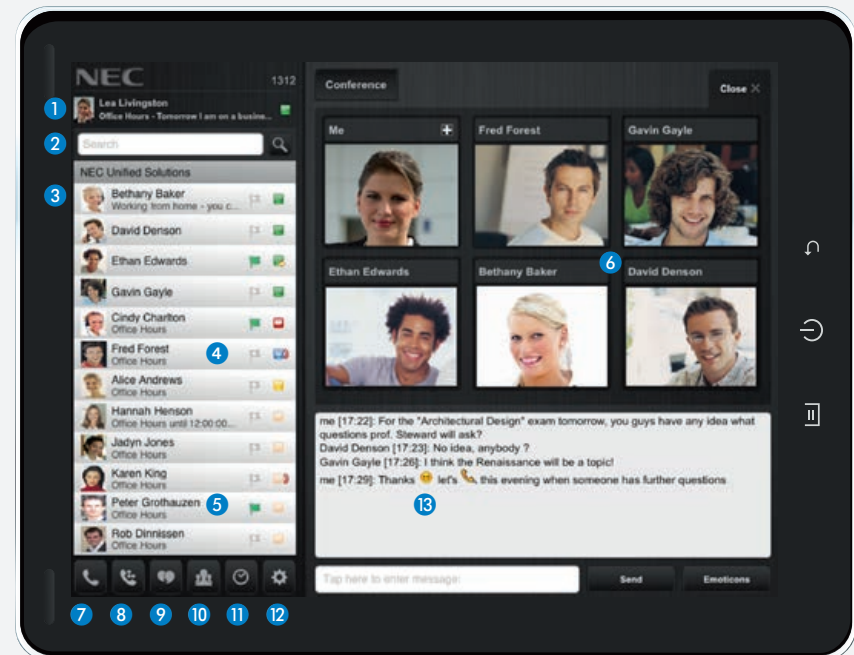 NEC
1312
Lea Livingston
Office Hours - Tomorrow I am on a busine...
Search
NEC Unified Solutions
Bethany Baker
Working from home - you c...
David Denson
Ethan Edwards
Gavin Gayle
Cindy Charlton
Office Hours
Fred Forest
Office Hours
Alice Andrews
Office Hours
Hannah Henson
Office Hours until 12:00:00...
Jadyn Jones
Office Hours
Karen King
Office Hours
Peter Grothauzen
Office Hours
Rob Dinnissen
Office Hours
1
2
3
4
5
7
8
9
10
11
12
Conference
Close
Me
Fred Forest
Gavin Gayle
6
Ethan Edwards
Bethany Baker
David Denson
me [17:22]: For the "Architectural Design" exam tomorrow, you guys have any idea what
questions prof. Steward will ask?
David Denson [17:23]: No idea, anybody ?
Gavin Gayle [17:26]: I think the Renaissance will be a topic!
me [17:29]: Thanks let's this evening when someone has further questions
13
Tap here to enter message:
Send
Emoticons